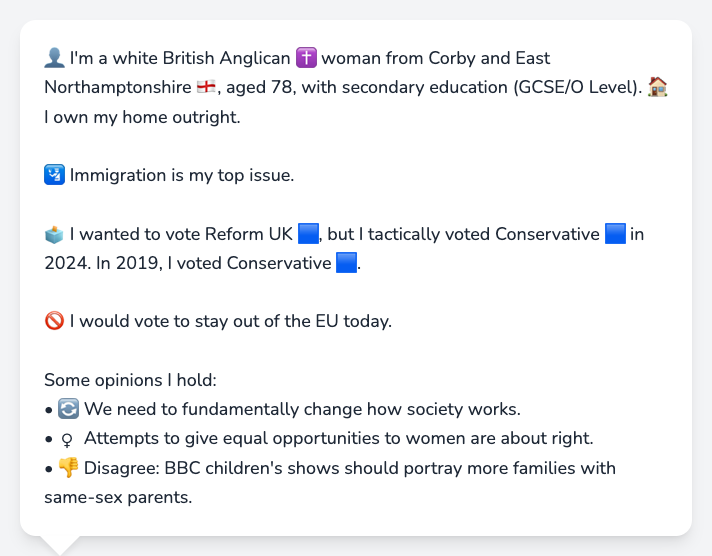 👤 I'm a white British Anglican ✝️ woman from Corby and East
Northamptonshire 🏴󠁧󠁢󠁥󠁮󠁧󠁿, aged 78, with secondary education (GCSE/O Level). 🏠
I own my home outright.
🛂 Immigration is my top issue.
🗳️ I wanted to vote Reform UK 🟦, but I tactically voted Conservative 🟦 in
2024. In 2019, I voted Conservative 🟦.
🚫 I would vote to stay out of the EU today.
Some opinions I hold:
• 🔄 We need to fundamentally change how society works.
• ♀ Attempts to give equal opportunities to women are about right.
• 👎 Disagree: BBC children's shows should portray more families with
same-sex parents.